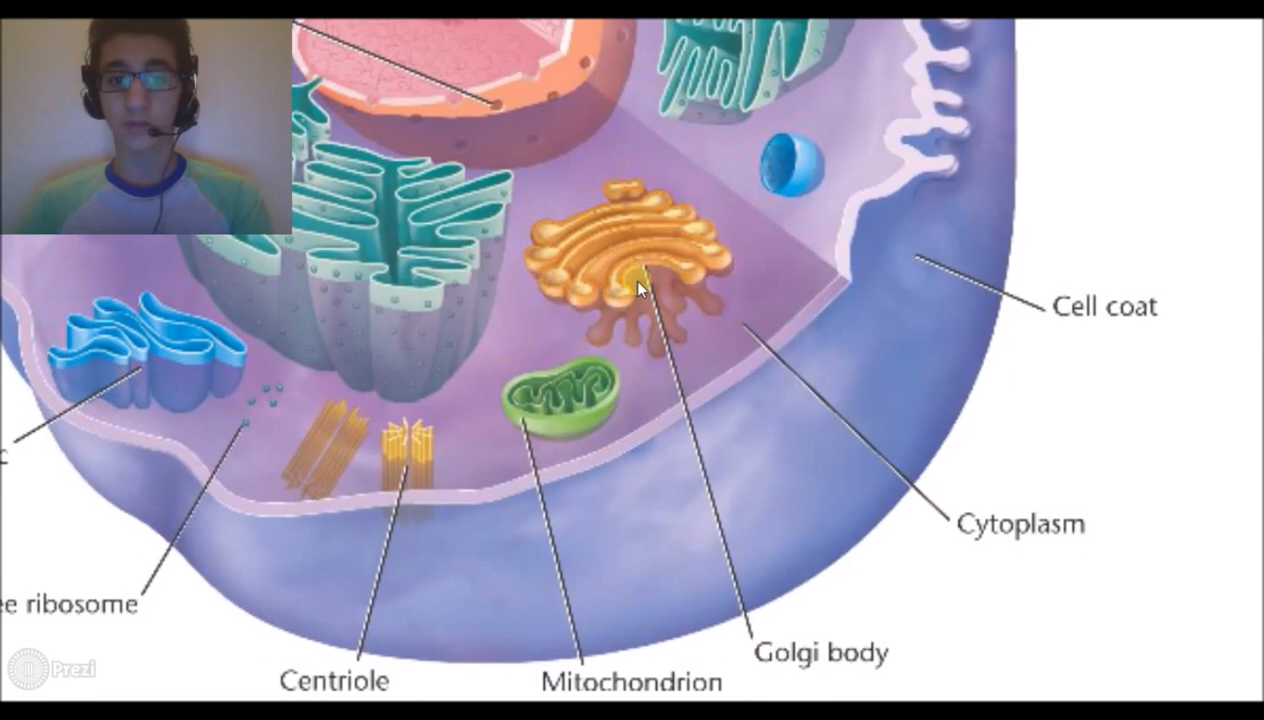 Cell coat
Cytoplasm
ee ribosome
Golgi body
Centriole
Mitochondrion
Prezi